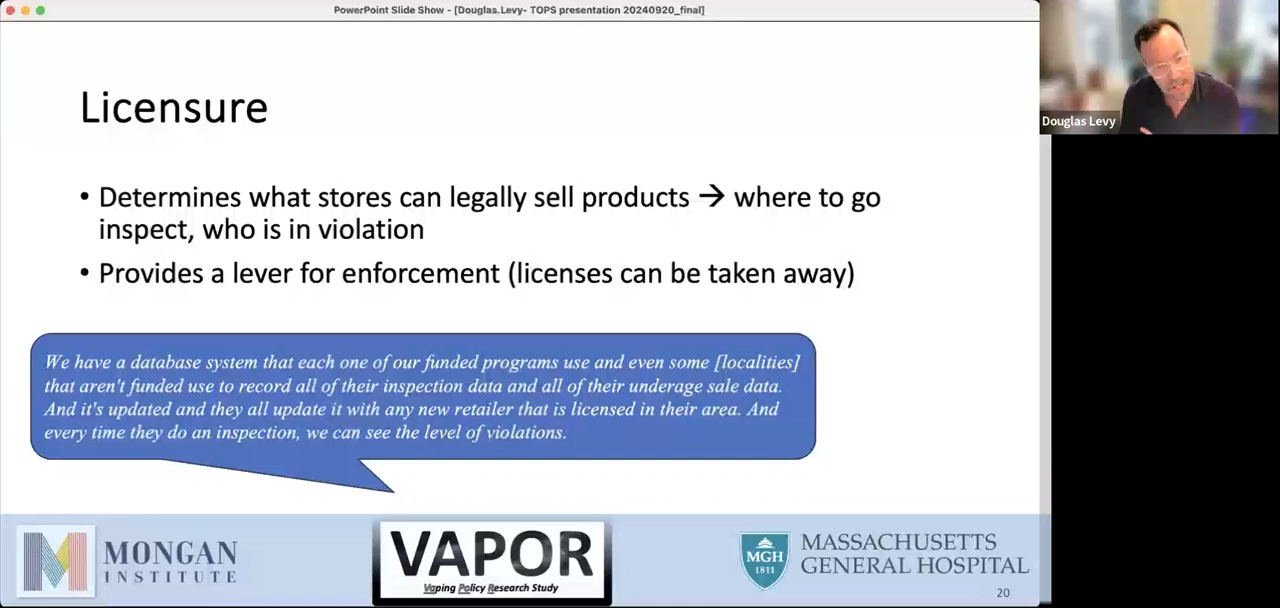 PowerPoint Slide Show - [Douglas.Levy- TOPS presentation 20240920_final]
Douglas Levy
Licensure
• Determines what stores can legally sell products → where to go
inspect, who is in violation
• Provides a lever for enforcement (licenses can be taken away)
We have a database system that each one of our funded programs use and even some [localities]
that aren't funded use to record all of their inspection data and all of their underage sale data.
And it's updated and they all update it with any new retailer that is licensed in their area. And
every time they do an inspection, we can see the level of violations.
MONGAN
INSTITUTE
VAPOR
Vaping Policy Research Study
MGH
1811
MASSACHUSETTS
GENERAL HOSPITAL
20